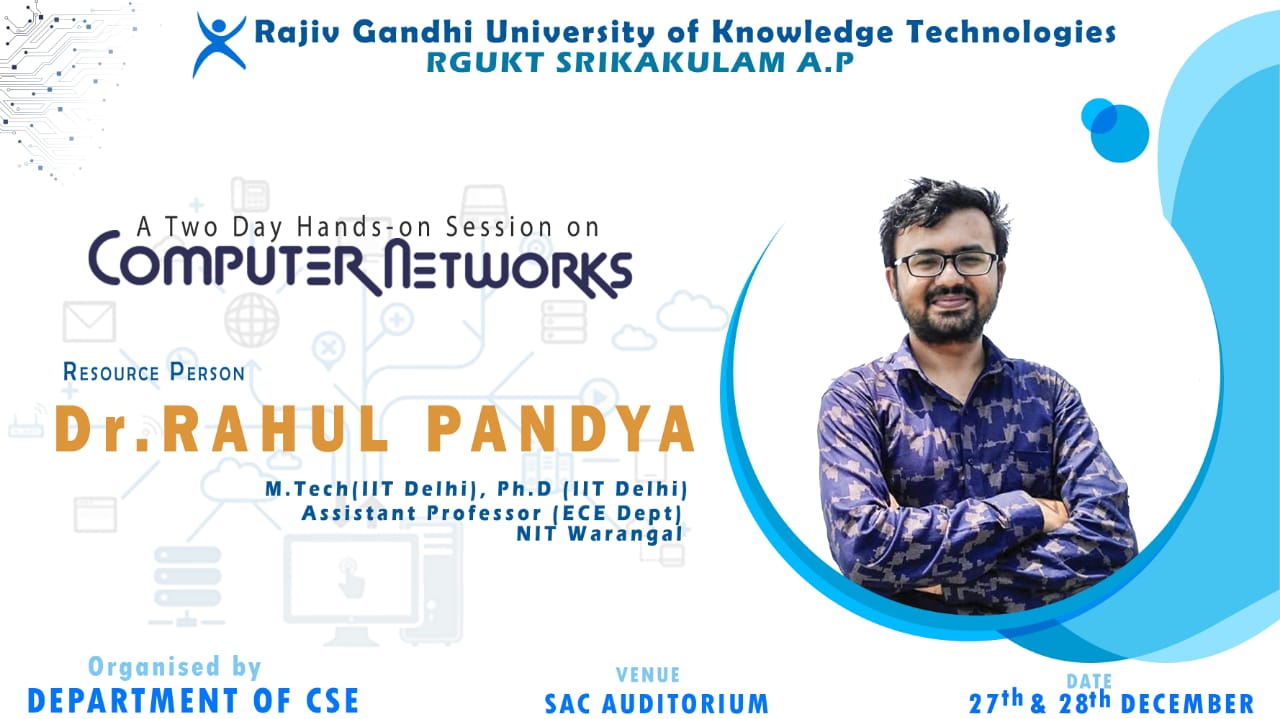 Rajiv Gandhi University of Knowledge Technologies
RGUKT SRIKAKULAM A.P
A Two Day Hands-on Session on
COMPUTER NETWORKS
RESOURCE PERSON
Dr.RAHUL PANDYA
M.Tech(IIT Delhi), Ph.D (IIT Delhi)
Assistant Professor (ECE Dept)
NIT Warangal
Organised by
DEPARTMENT OF CSE
VENUE
SAC AUDITORIUM
DATE
27th & 28th DECEMBER